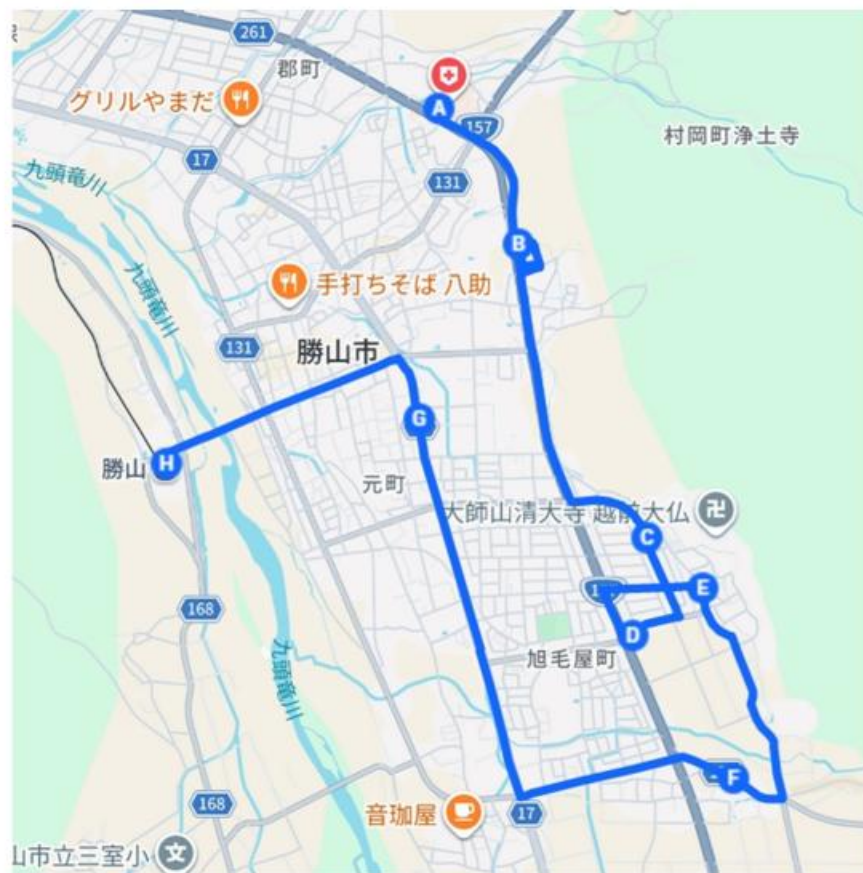 261
郡町
グリルやまだ
A
157
村岡町浄土寺
17
九頭竜川
131
九頭竜川
B
手打ちそば 八助
131
勝山市
G
勝山
H
元町
大師山清大寺 越前大仏
C
E
168
D
旭毛屋町
九頭竜川
F
168
音珈屋
17
山市立三室小